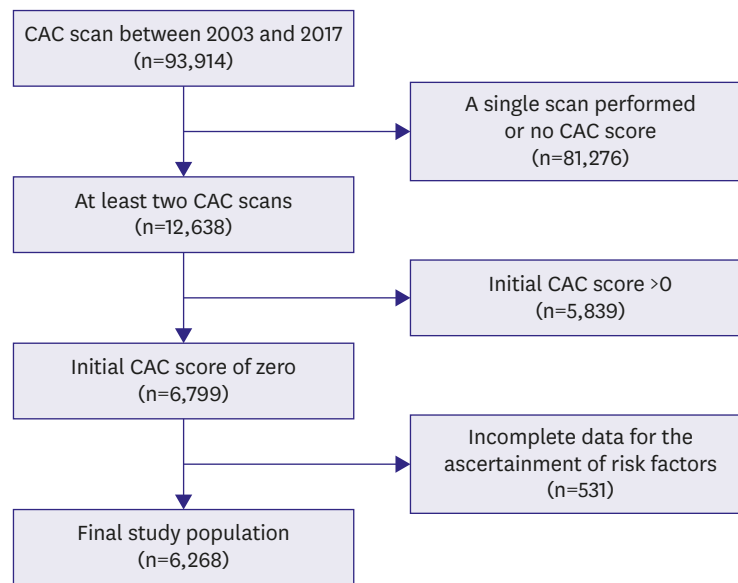 CAC scan between 2003 and 2017
(n=93,914)
A single scan performed
or no CAC score
(n=81,276)
At least two CAC scans
(n=12,638)
Initial CAC score >0
(n=5,839)
Initial CAC score of zero
(n=6,799)
Incomplete data for the
ascertainment of risk factors
(n=531)
Final study population
(n=6,268)